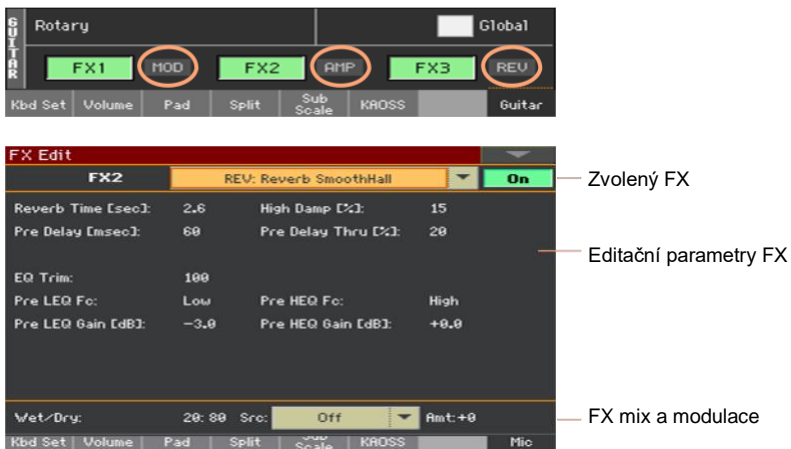 GUITAR
Rotary Global
FX1 MOD FX2 AMP FX3 REV
Kbd Set Volume Pad Split Sub Scale KAOSS Guitar
FX Edit
FX2 REV: Reverb SmoothHall On Zvolený FX
Reverb Time [sec]: 2.6 High Damp [%]: 15
Pre Delay [msec]: 60 Pre Delay Thru [%]: 20
Editační parametry FX
EQ Trim: 100
Pre LEQ Fc: Low Pre HEQ Fc: High
Pre LEQ Gain [dB]: -3.0 Pre HEQ Gain [dB]: +0.0
Wet/Dry: 20:80 Src: Off Amt:+0 FX mix a modulace
Kbd Set Volume Pad Split Sub Scale KAOSS Mic